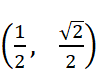 (1/2, √2/2)